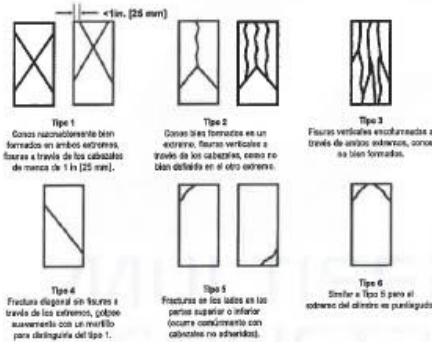 <1in. [25 mm]
Tipo 1
Conos razonablemente bien
formados en ambos extremos,
fisuras a través de los cabezales
de menos de 1 in [25 mm].
Tipo 2
Conos bien formados en un
extremo, fisuras verticales a
través de los cabezales, cono no
bien definido en el otro extremo.
Tipo 3
Fisuras verticales encolumnadas a
través de ambos extremos, conos
no bien formados.
Tipo 4
Fractura diagonal sin fisuras a
través de los extremos, golpee
suavemente con un martillo
para distinguirla del tipo 1.
Tipo 5
Fracturas en los lados en las
partes superior o inferior
(ocurre comúnmente con
cabezales no adheridos).
Tipo 6
Similar a Tipo 5 pero el
extremo del cilindro es puntiagudo.